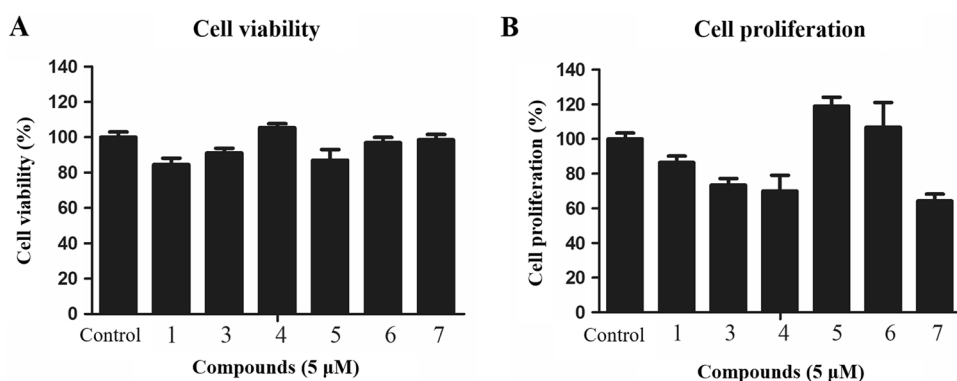 A
Cell viability
Cell viability (%)
140
120
100
80
60
40
20
0
Control 1 3 4 5 6 7
Compounds (5 μM)
B
Cell proliferation
Cell proliferation (%)
140
120
100
80
60
40
20
0
Control 1 3 4 5 6 7
Compounds (5 μM)